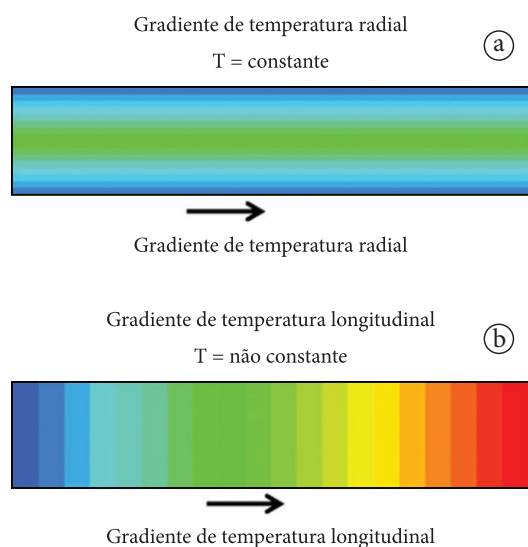 Gradiente de temperatura radial
a
T = constante
Gradiente de temperatura radial
Gradiente de temperatura longitudinal
b
T = não constante
Gradiente de temperatura longitudinal